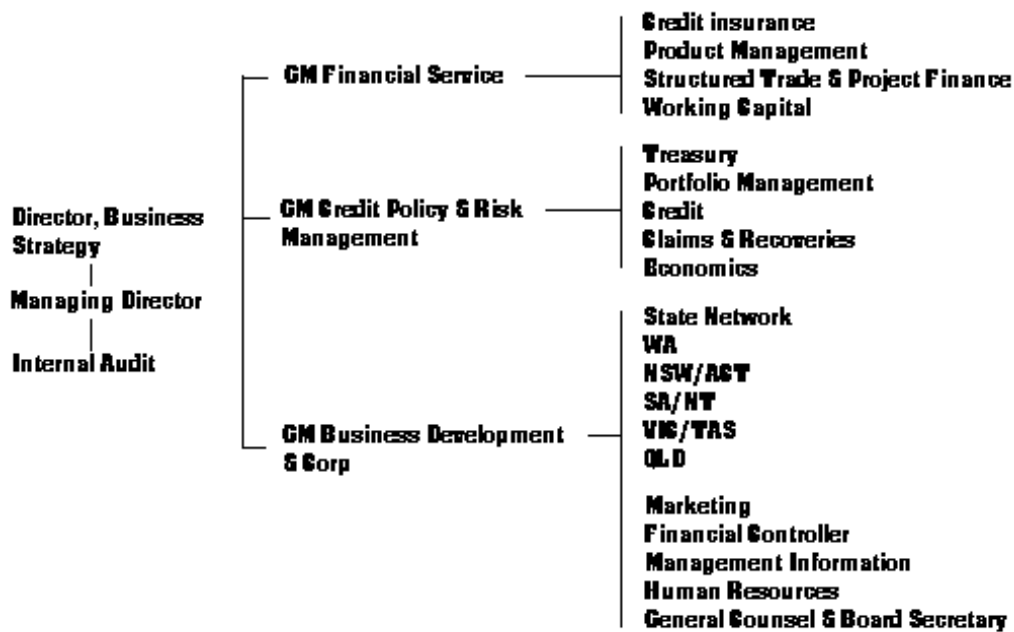 Director, Business
Strategy
Managing Director
Internal Audit
GM Financial Service
Credit insurance
Product Management
Structured Trade & Project Finance
Working Capital
GM Credit Policy & Risk
Management
Treasury
Portfolio Management
Credit
Claims & Recoveries
Economics
GM Business Development
& Corp
State Network
WA
NSW/ACT
SA/NT
VIC/TAS
QLD
Marketing
Financial Controller
Management Information
Human Resources
General Counsel & Board Secretary